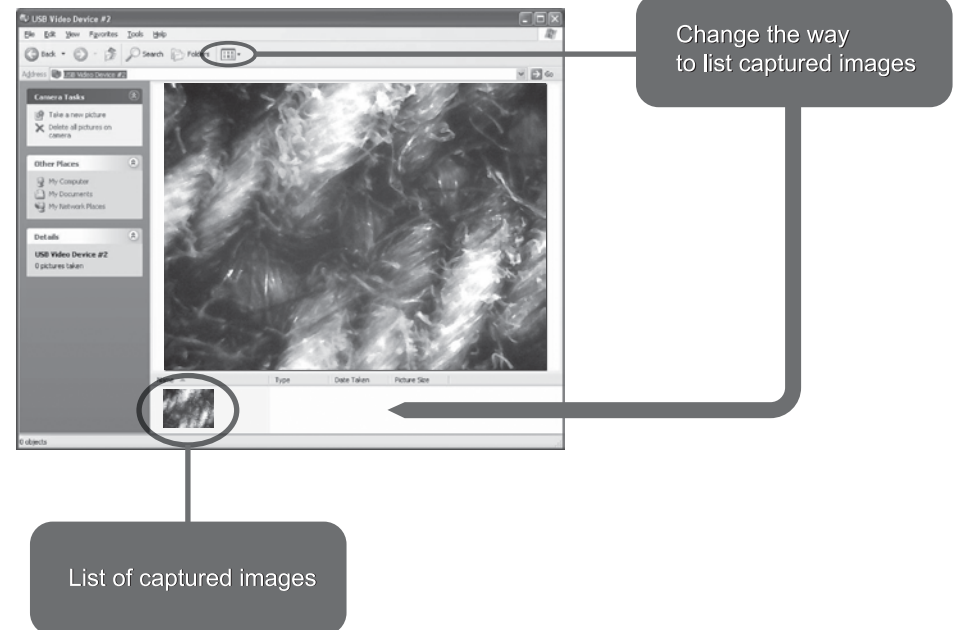 USB Video Device #2
File Edit View Favorites Tools Help
Back Search Folders
Address USB Video Device #2 Go
Camera Tasks
Take a new picture
Delete all pictures on
camera
Other Places
My Computer
My Documents
My Network Places
Details
USB Video Device #2
0 pictures taken
Name Type Date Taken Picture Size
0 objects
Change the way
to list captured images
List of captured images